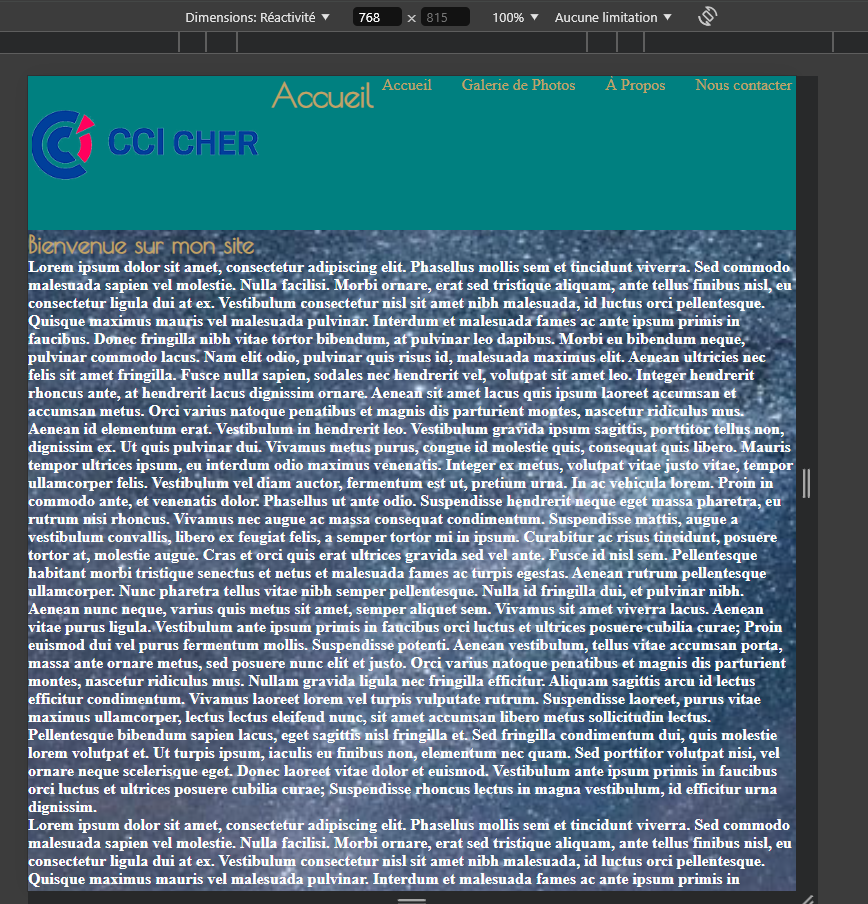 Dimensions: Réactivité ▼ 768 × 815 100% ▼ Aucune limitation ▼
CCI CHER
Accueil
Accueil Galerie de Photos À Propos Nous contacter
Bienvenue sur mon site
Lorem ipsum dolor sit amet, consectetur adipiscing elit. Phasellus mollis sem et tincidunt viverra. Sed commodo
malesuada sapien vel molestie. Nulla facilisi. Morbi ornare, erat sed tristique aliquam, ante tellus finibus nisl, eu
consectetur ligula dui at ex. Vestibulum consectetur nisl sit amet nibh malesuada, id luctus orci pellentesque.
Quisque maximus mauris vel malesuada pulvinar. Interdum et malesuada fames ac ante ipsum primis in
faucibus. Donec fringilla nibh vitae tortor bibendum, at pulvinar leo dapibus. Morbi eu bibendum neque,
pulvinar commodo lacus. Nam elit odio, pulvinar quis risus id, malesuada maximus elit. Aenean ultricies nec
felis sit amet fringilla. Fusce nulla sapien, sodales nec hendrerit vel, volutpat sit amet leo. Integer hendrerit
rhoncus ante, at hendrerit lacus dignissim ornare. Aenean sit amet lacus quis ipsum laoreet accumsan et
accumsan metus. Orci varius natoque penatibus et magnis dis parturient montes, nascetur ridiculus mus.
Aenean id elementum erat. Vestibulum in hendrerit leo. Vestibulum gravida ipsum sagittis, porttitor tellus non,
dignissim ex. Ut quis pulvinar dui. Vivamus metus purus, congue id molestie quis, consequat quis libero. Mauris
tempor ultrices ipsum, eu interdum odio maximus venenatis. Integer ex metus, volutpat vitae justo vitae, tempor
ullamcorper felis. Vestibulum vel diam auctor, fermentum est ut, pretium urna. In ac vehicula lorem. Proin in
commodo ante, et venenatis dolor. Phasellus ut ante odio. Suspendisse hendrerit neque eget massa pharetra, eu
rutrum nisi rhoncus. Vivamus nec augue ac massa consequat condimentum. Suspendisse mattis, augue a
vestibulum convallis, libero ex feugiat felis, a semper tortor mi in ipsum. Curabitur ac risus tincidunt, posuere
tortor at, molestie augue. Cras et orci quis erat ultrices gravida sed vel ante. Fusce id nisl sem. Pellentesque
habitant morbi tristique senectus et netus et malesuada fames ac turpis egestas. Aenean rutrum pellentesque
ullamcorper. Nunc pharetra tellus vitae nibh semper pellentesque. Nulla id fringilla dui, et pulvinar nibh.
Aenean nunc neque, varius quis metus sit amet, semper aliquet sem. Vivamus sit amet viverra lacus. Aenean
vitae purus ligula. Vestibulum ante ipsum primis in faucibus orci luctus et ultrices posuere cubilia curae; Proin
euismod dui vel purus fermentum mollis. Suspendisse potenti. Aenean vestibulum, tellus vitae accumsan porta,
massa ante ornare metus, sed posuere nunc elit et justo. Orci varius natoque penatibus et magnis dis parturient
montes, nascetur ridiculus mus. Nullam gravida ligula nec fringilla efficitur. Aliquam sagittis arcu id lectus
efficitur condimentum. Vivamus laoreet lorem vel turpis vulputate rutrum. Suspendisse laoreet, purus vitae
maximus ullamcorper, lectus lectus eleifend nunc, sit amet accumsan libero metus sollicitudin lectus.
Pellentesque bibendum sapien lacus, eget sagittis nisl fringilla et. Sed fringilla condimentum dui, quis molestie
lorem volutpat et. Ut turpis ipsum, iaculis eu finibus non, elementum nec quam. Sed porttitor volutpat nisi, vel
ornare neque scelerisque eget. Donec laoreet vitae dolor et euismod. Vestibulum ante ipsum primis in faucibus
orci luctus et ultrices posuere cubilia curae; Suspendisse rhoncus lectus in magna vestibulum, id efficitur urna
dignissim.
Lorem ipsum dolor sit amet, consectetur adipiscing elit. Phasellus mollis sem et tincidunt viverra. Sed commodo
malesuada sapien vel molestie. Nulla facilisi. Morbi ornare, erat sed tristique aliquam, ante tellus finibus nisl, eu
consectetur ligula dui at ex. Vestibulum consectetur nisl sit amet nibh malesuada, id luctus orci pellentesque.
Quisque maximus mauris vel malesuada pulvinar. Interdum et malesuada fames ac ante ipsum primis in